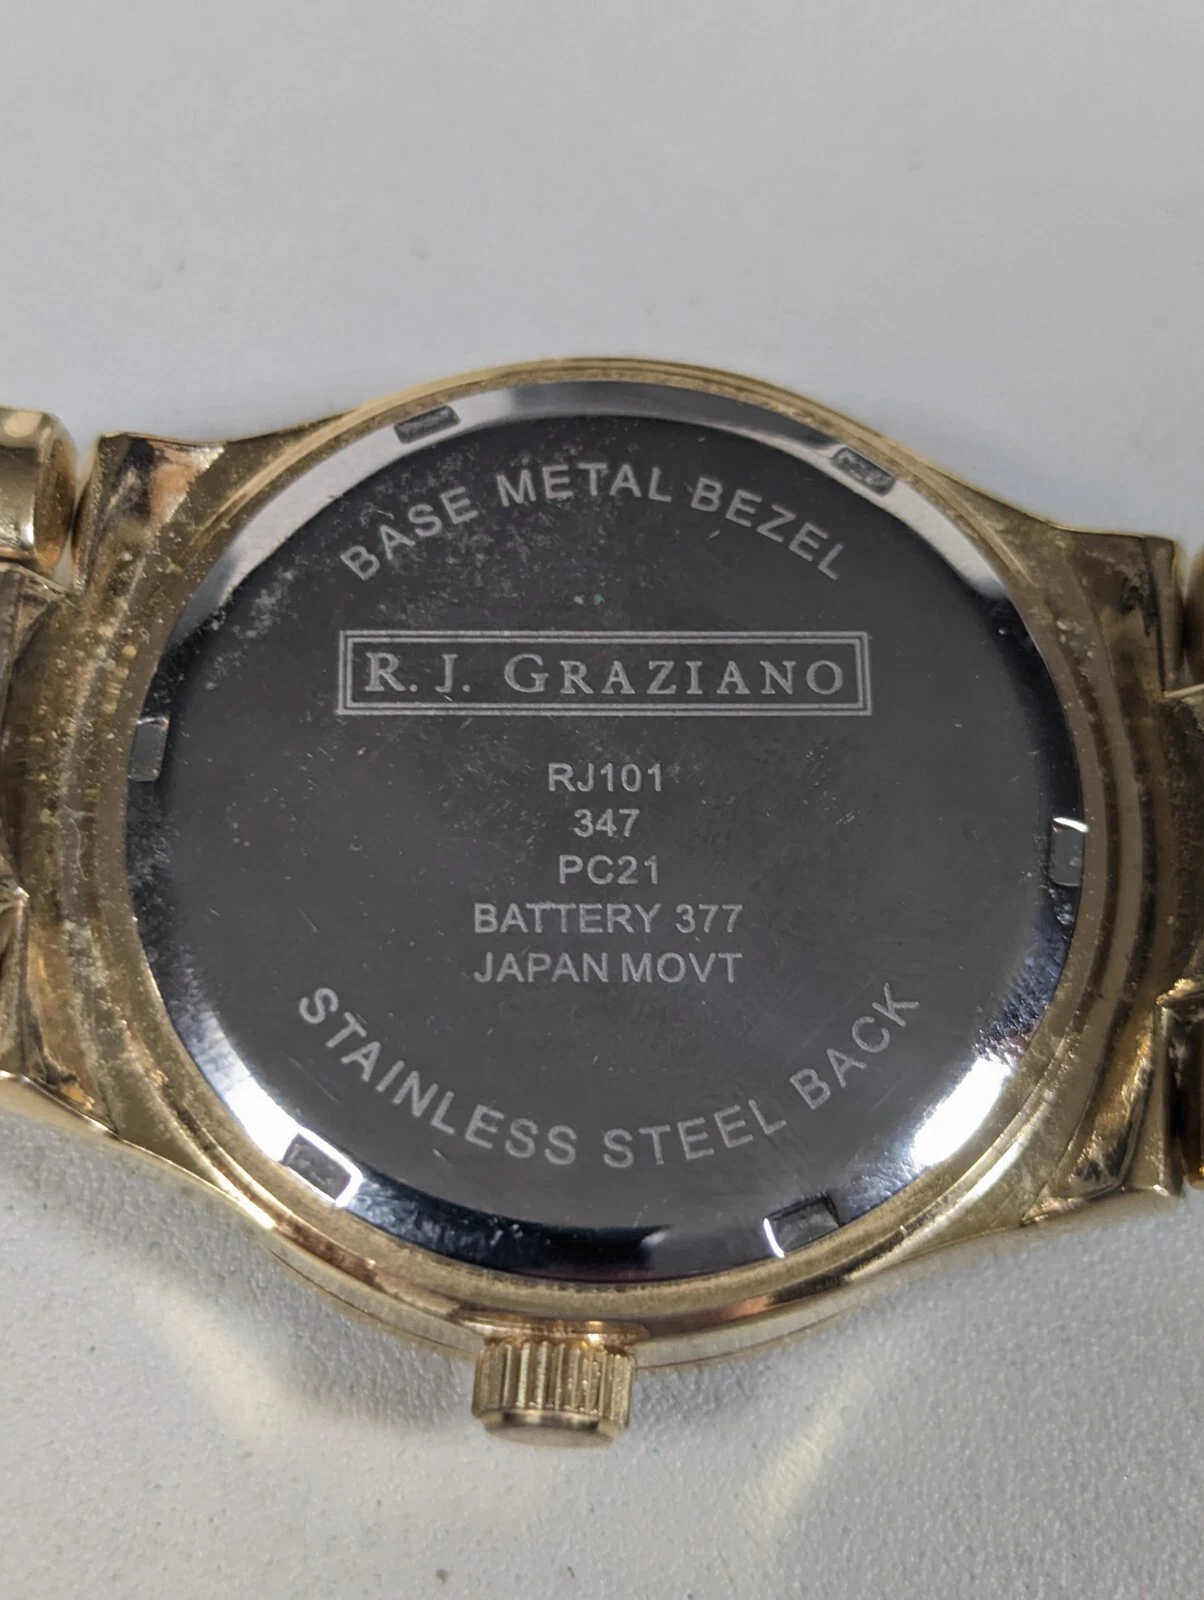 BASE METAL BEZEL
R. J. GRAZIANO
RJ101
347
PC21
BATTERY 377
JAPAN MOVT
STAINLESS STEEL BACK